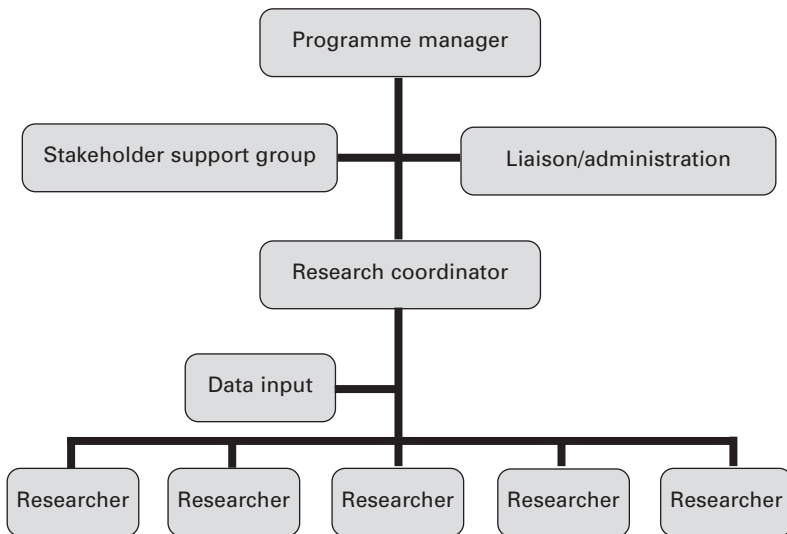 Programme manager
Stakeholder support group
Liaison/administration
Research coordinator
Data input
Researcher
Researcher
Researcher
Researcher
Researcher